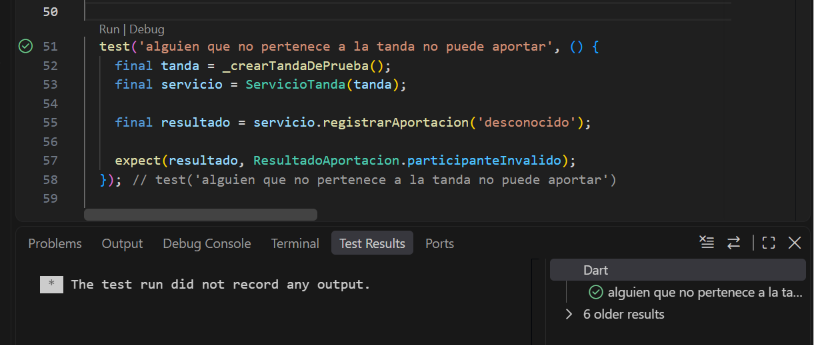 50
Run | Debug
51 test('alguien que no pertenece a la tanda no puede aportar', () {
52 final tanda = _crearTandaDePrueba();
53 final servicio = ServicioTanda(tanda);
54
55 final resultado = servicio.registrarAportacion('desconocido');
56
57 expect(resultado, ResultadoAportacion.participanteInvalido);
58 }); // test('alguien que no pertenece a la tanda no puede aportar')
59
Problems Output Debug Console Terminal Test Results Ports
* The test run did not record any output.
Dart
alguien que no pertenece a la ta...
6 older results